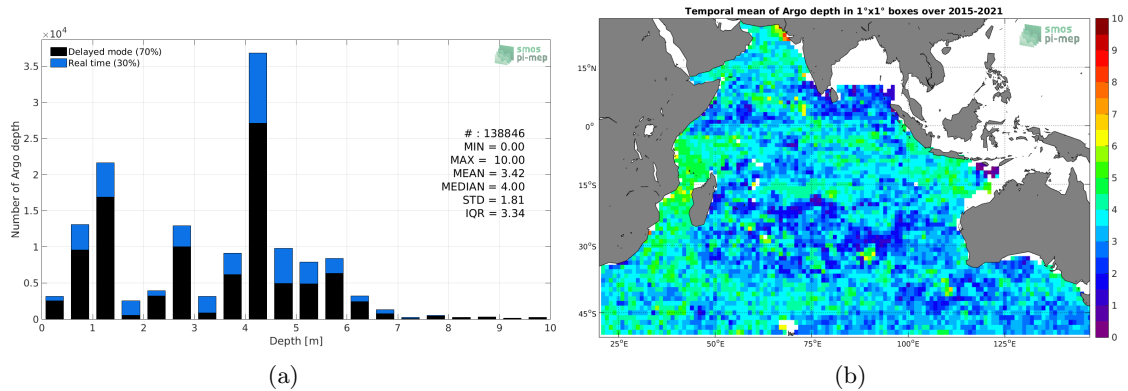 ×10⁴
Delayed mode (70%)
Real time (30%)
smos
pi-mep
3.5
3
2.5
2
1.5
1
0.5
0
Number of Argo depth
# : 138846
MIN = 0.00
MAX = 10.00
MEAN = 3.42
MEDIAN = 4.00
STD = 1.81
IQR = 3.34
0 1 2 3 4 5 6 7 8 9 10
Depth [m]
(a)
Temporal mean of Argo depth in 1°x1° boxes over 2015-2021
smos
pi-mep
15°N
0°
15°S
30°S
45°S
25°E 50°E 75°E 100°E 125°E
10
9
8
7
6
5
4
3
2
1
0
(b)